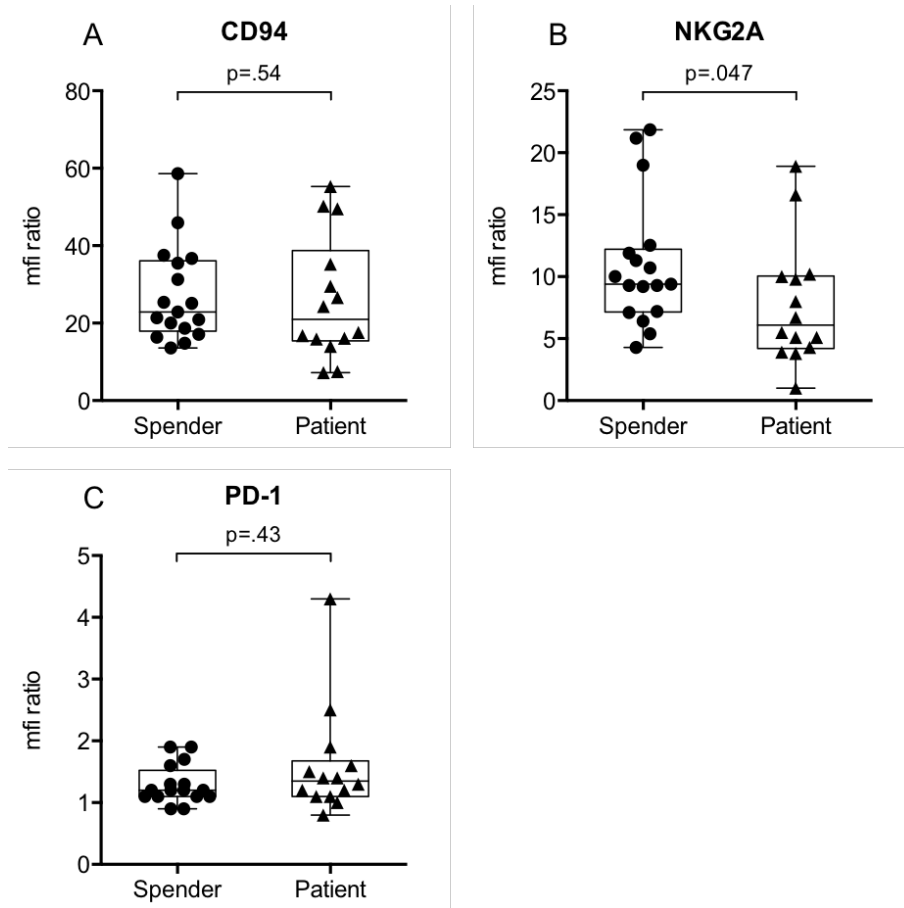 A CD94
p=.54
80
60
40
20
0
mfi ratio
Spender Patient
B NKG2A
p=.047
25
20
15
10
5
0
mfi ratio
Spender Patient
C PD-1
p=.43
5
4
3
2
1
0
mfi ratio
Spender Patient